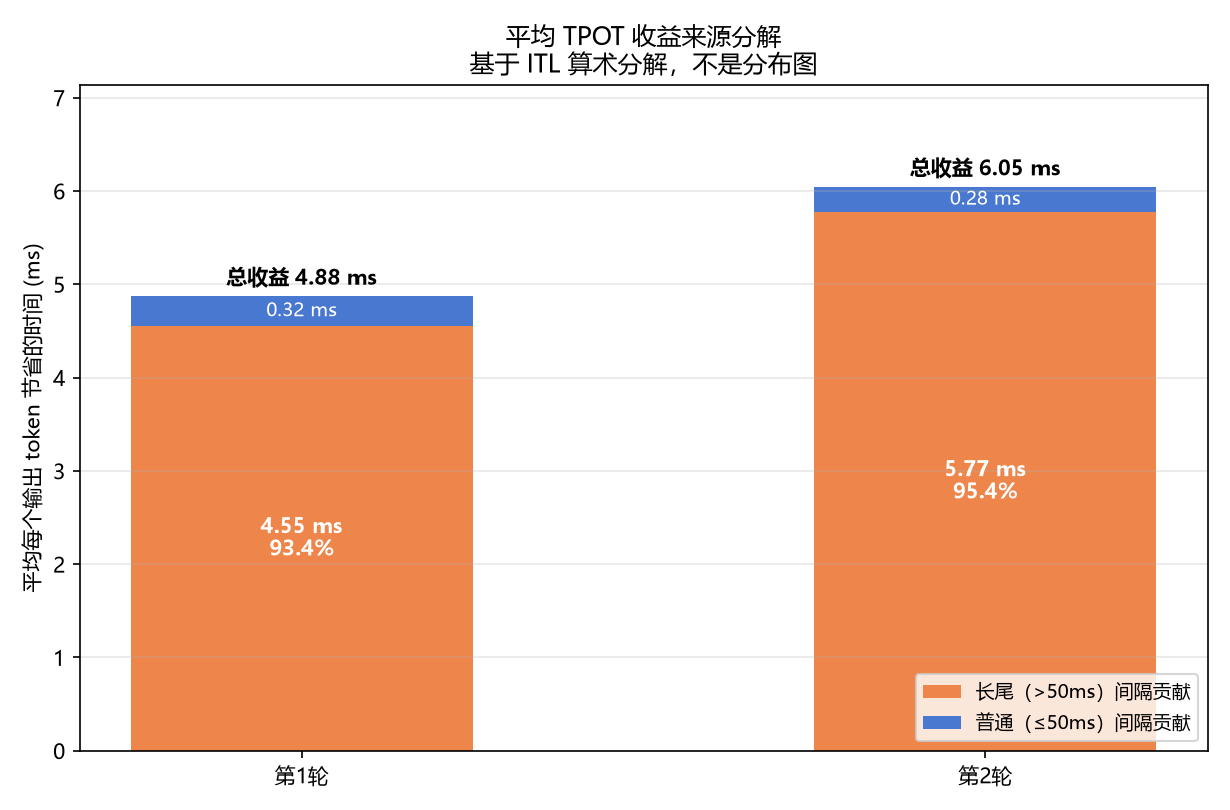 平均 TPOT 收益来源分解
基于 ITL 算术分解，不是分布图
平均每个输出 token 节省的时间 (ms)
7
6
5
4
3
2
1
0
总收益 4.88 ms
0.32 ms
4.55 ms
93.4%
总收益 6.05 ms
0.28 ms
5.77 ms
95.4%
长尾（>50ms）间隔贡献
普通（≤50ms）间隔贡献
第1轮
第2轮